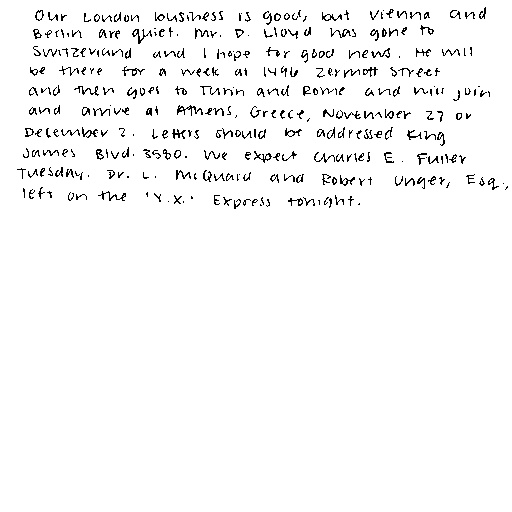 Our London business is good, but Vienna and
Berlin are quiet. Mr. D. Lloyd has gone to
Switzerland and I hope for good news. He will
be there for a week at 1496 Zermott Street
and then goes to Turin and Rome and will join
and arrive at Athens, Greece, November 27 or
December 2. Letters should be addressed King
James Blvd. 3580. We expect Charles E. Fuller
Tuesday. Dr. L. McQuaid and Robert Unger, Esq.,
left on the 'Y.X.' Express tonight.